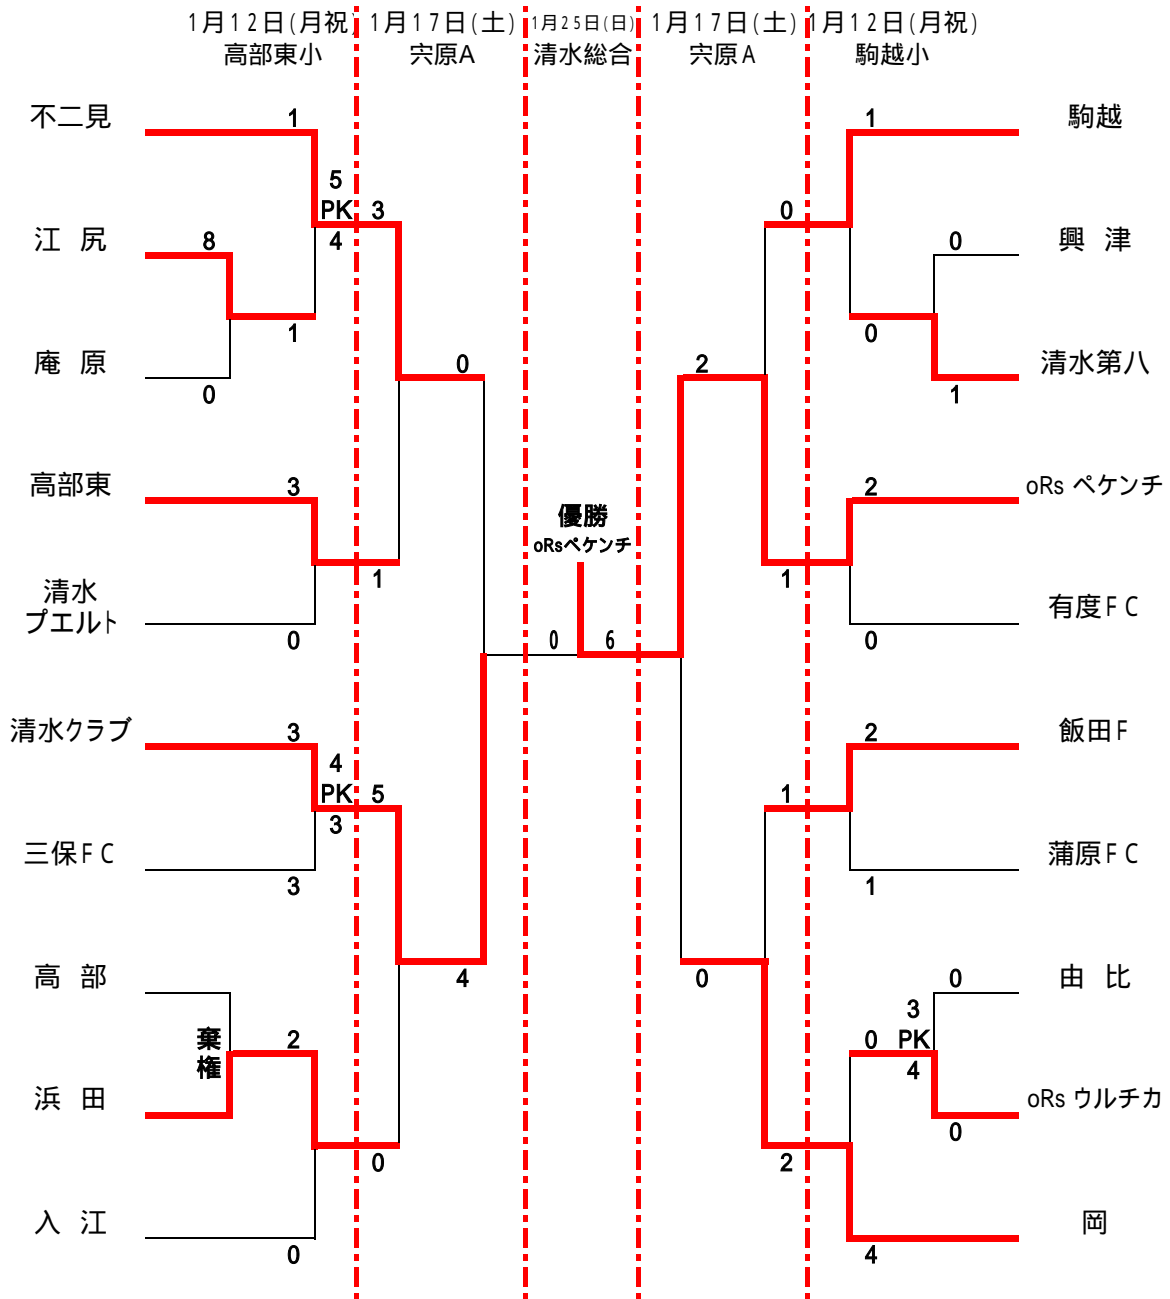 1月12日(月祝) 1月17日(土) 1月25日(日) 1月17日(土) 1月12日(月祝)
高部東小 宍原A 清水総合 宍原A 駒越小
不二見 1 1 駒越
5
PK 3 0
4
江 尻 8 0 興 津
1 0
庵 原 0 0 2 1 清水第八
高部東 3 2 oRs ペケンチ
優勝
oRsペケンチ
1 1
清水
プエルト 0 0 有度FC
0 6
清水クラブ 3 2 飯田F
4
PK 5 1
3
三保FC 3 1 蒲原FC
高 部 4 0 0 由 比
棄権 2 0 3
PK
4
浜 田 0 oRs ウルチカ
0 2
入江 0 4 岡